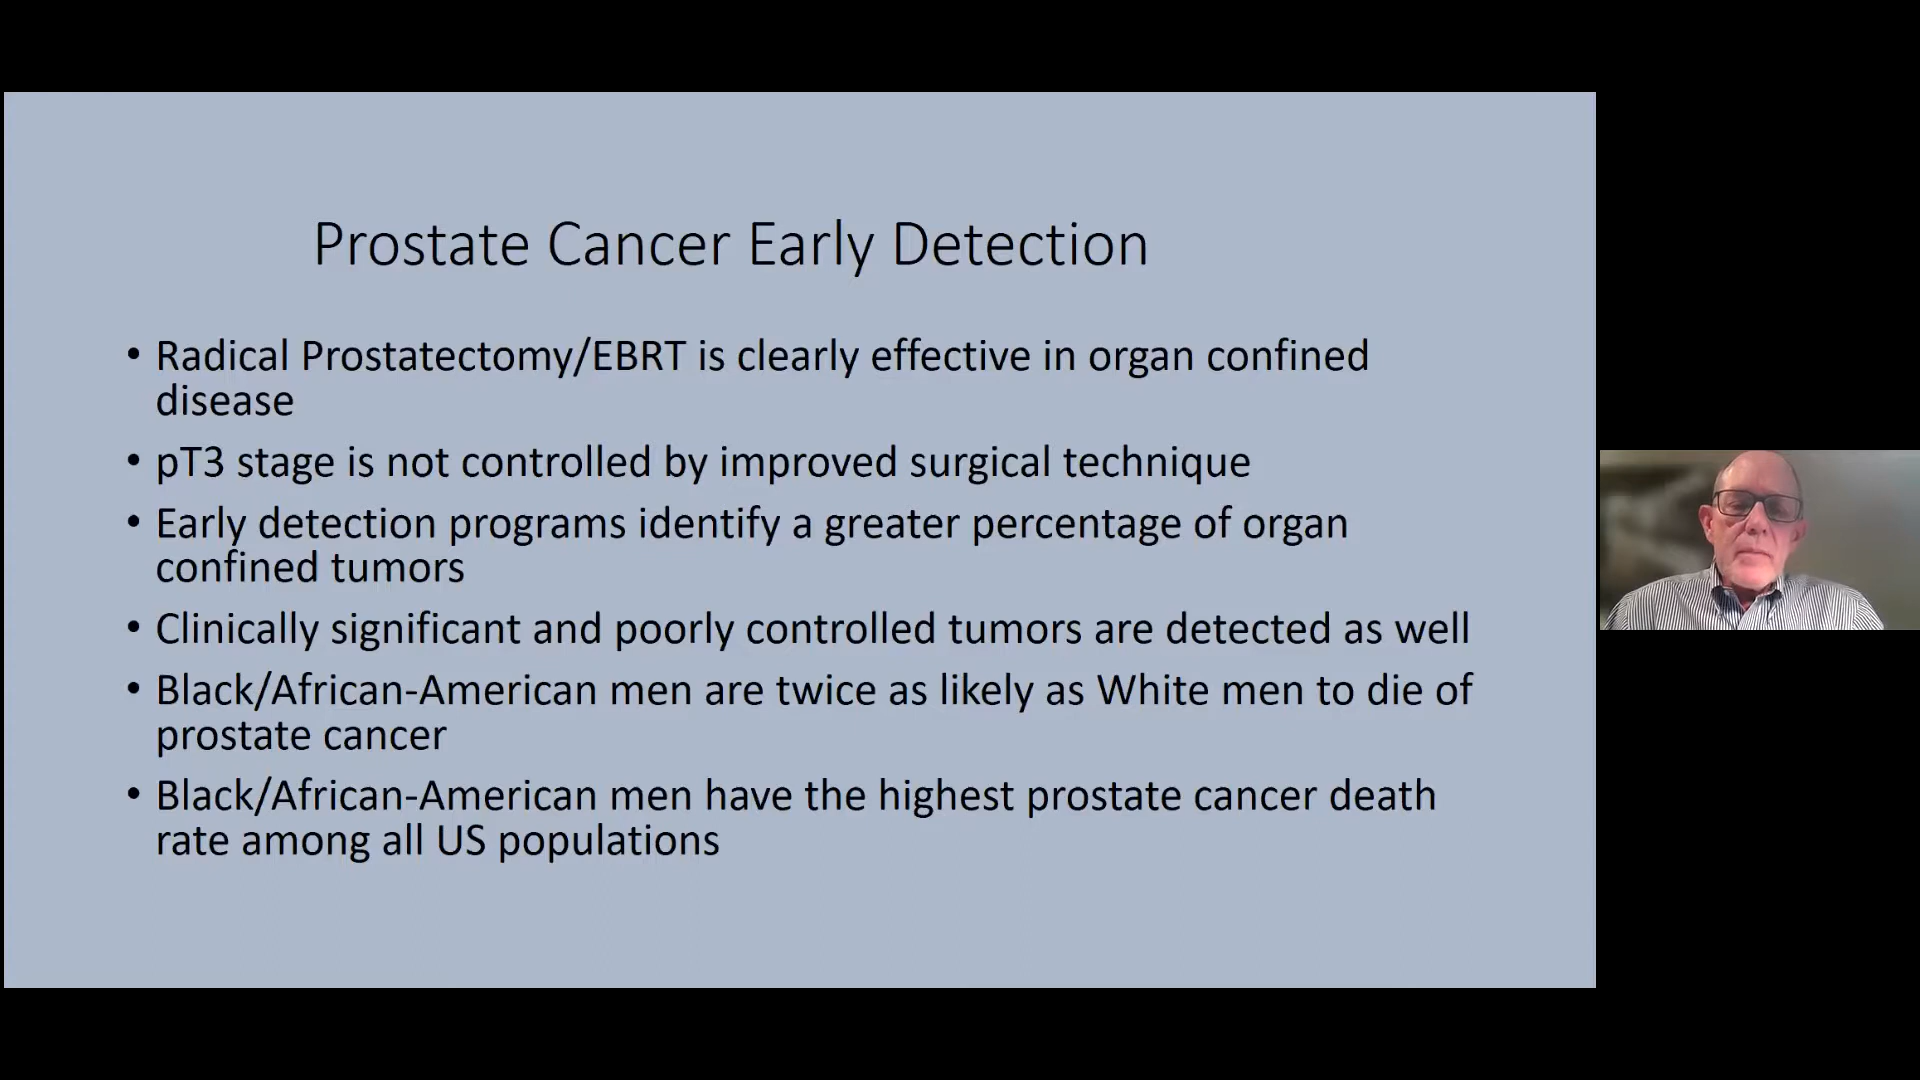 Prostate Cancer Early Detection
• Radical Prostatectomy/EBRT is clearly effective in organ confined
disease
• pT3 stage is not controlled by improved surgical technique
• Early detection programs identify a greater percentage of organ
confined tumors
• Clinically significant and poorly controlled tumors are detected as well
• Black/African-American men are twice as likely as White men to die of
prostate cancer
• Black/African-American men have the highest prostate cancer death
rate among all US populations